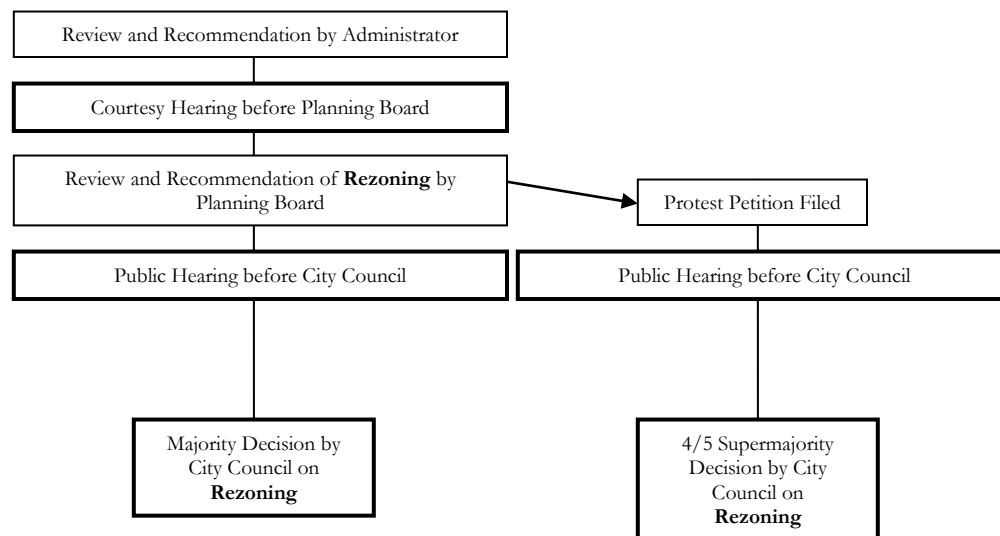 Review and Recommendation by Administrator
Courtesy Hearing before Planning Board
Review and Recommendation of Rezoning by
Planning Board
Protest Petition Filed
Public Hearing before City Council
Public Hearing before City Council
Majority Decision by
City Council on
Rezoning
4/5 Supermajority
Decision by City
Council on
Rezoning